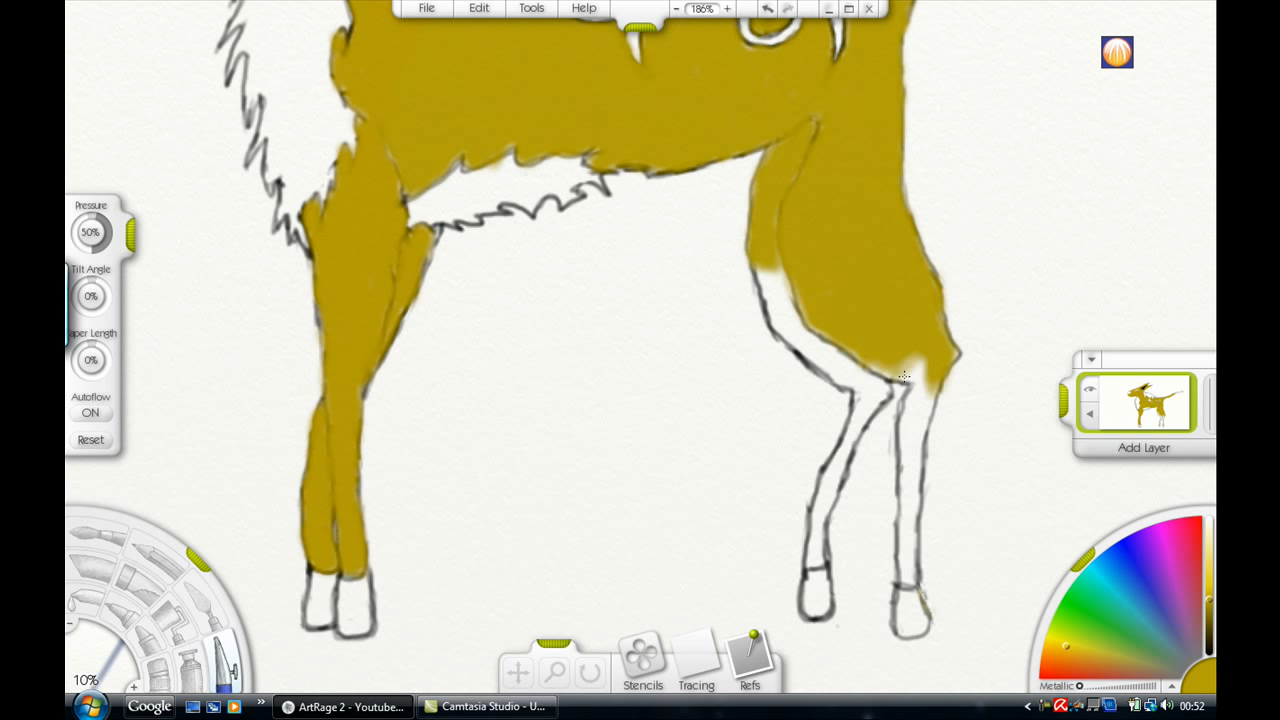 File Edit Tools Help - 186% +
Pressure
50%
Tilt Angle
0%
aper Length
0%
Autoflow
ON
Reset
Add Layer
10%
Stencils Tracing Refs
Metallic
Google
ArtRage 2 - Youtube...
Camtasia Studio - U...
00:52